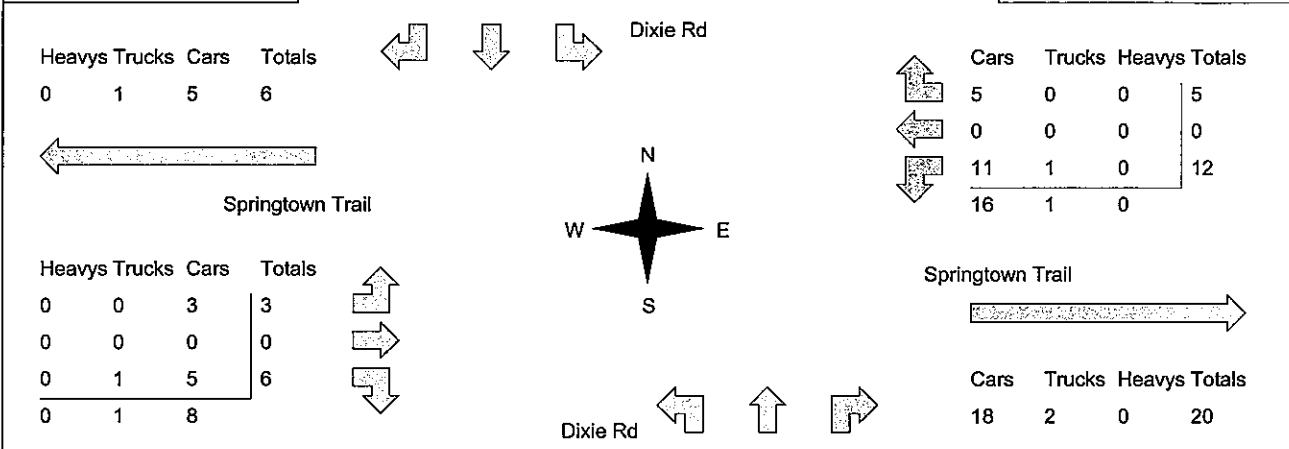 Dixie Rd
Heavys Trucks Cars Totals
0 1 5 6
Springtown Trail
Heavys Trucks Cars Totals
0 0 3 3
0 0 0 0
0 1 5 6
0 1 8
N
W E
S
Cars Trucks Heavys Totals
5 0 0 5
0 0 0 0
11 1 0 12
16 1 0
Springtown Trail
Cars Trucks Heavys Totals
18 2 0 20
Dixie Rd